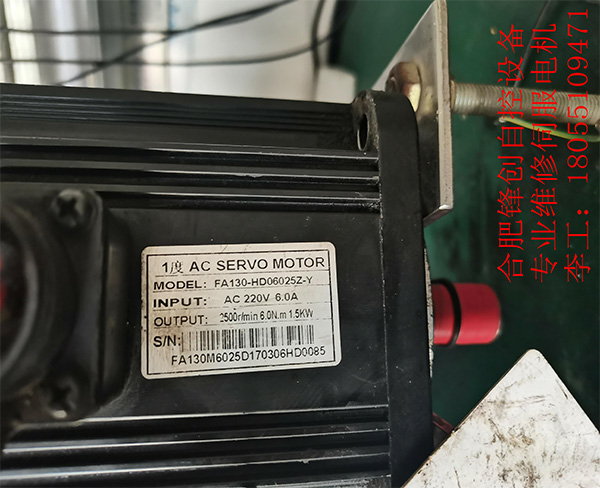 1度 AC SERVO MOTOR
MODEL: FA130-HD06025Z-Y
INPUT: AC 220V 6.0A
OUTPUT: 2500r/min 6.0N.m 1.5KW
S/N:
FA130M6025D170306HD0085
合肥锋创自控设备
专业维修伺服电机
李工：18055109471